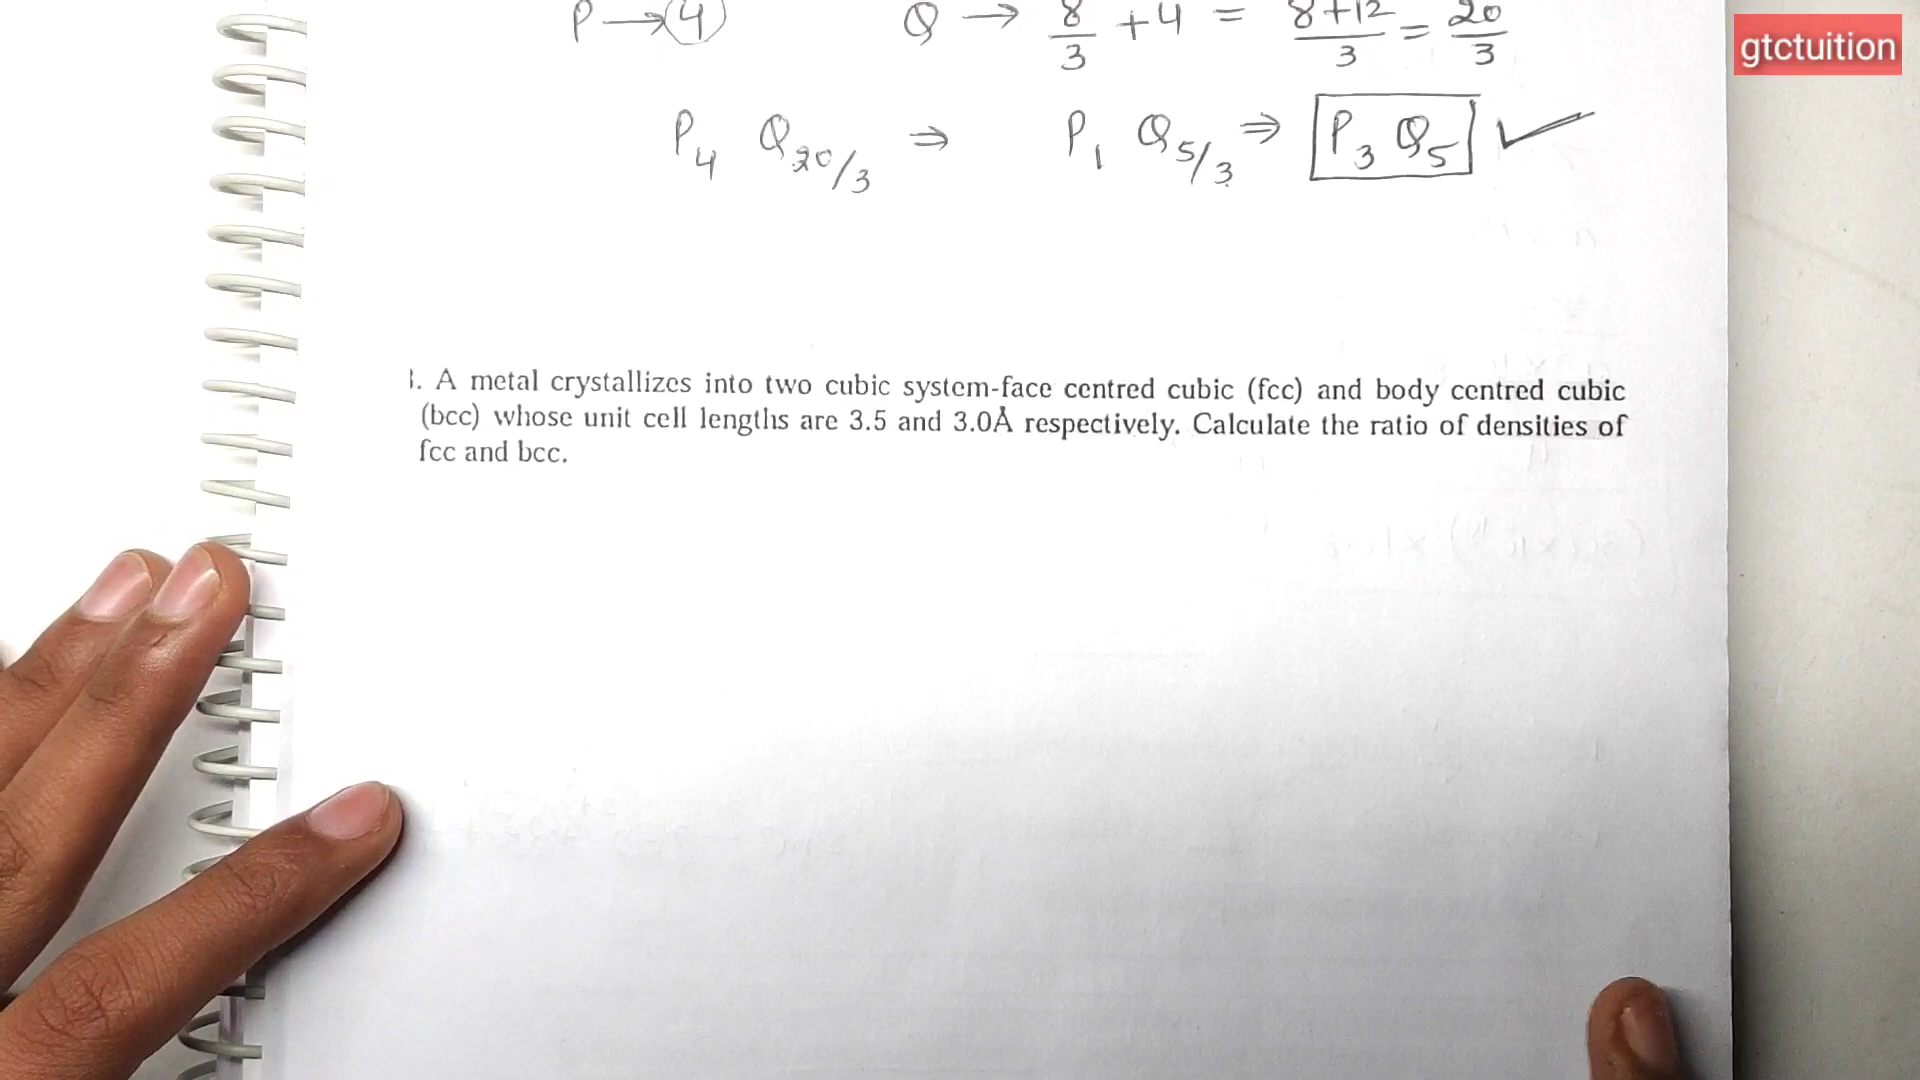 P → 4 Q → 8/3 + 4 = 8+12/3 = 20/3
gtctuition
P4 Q20/3 ⇒ P1 Q5/3 ⇒ P3 Q5 ✓
1. A metal crystallizes into two cubic system-face centred cubic (fcc) and body centred cubic
(bcc) whose unit cell lengths are 3.5 and 3.0Å respectively. Calculate the ratio of densities of
fcc and bcc.